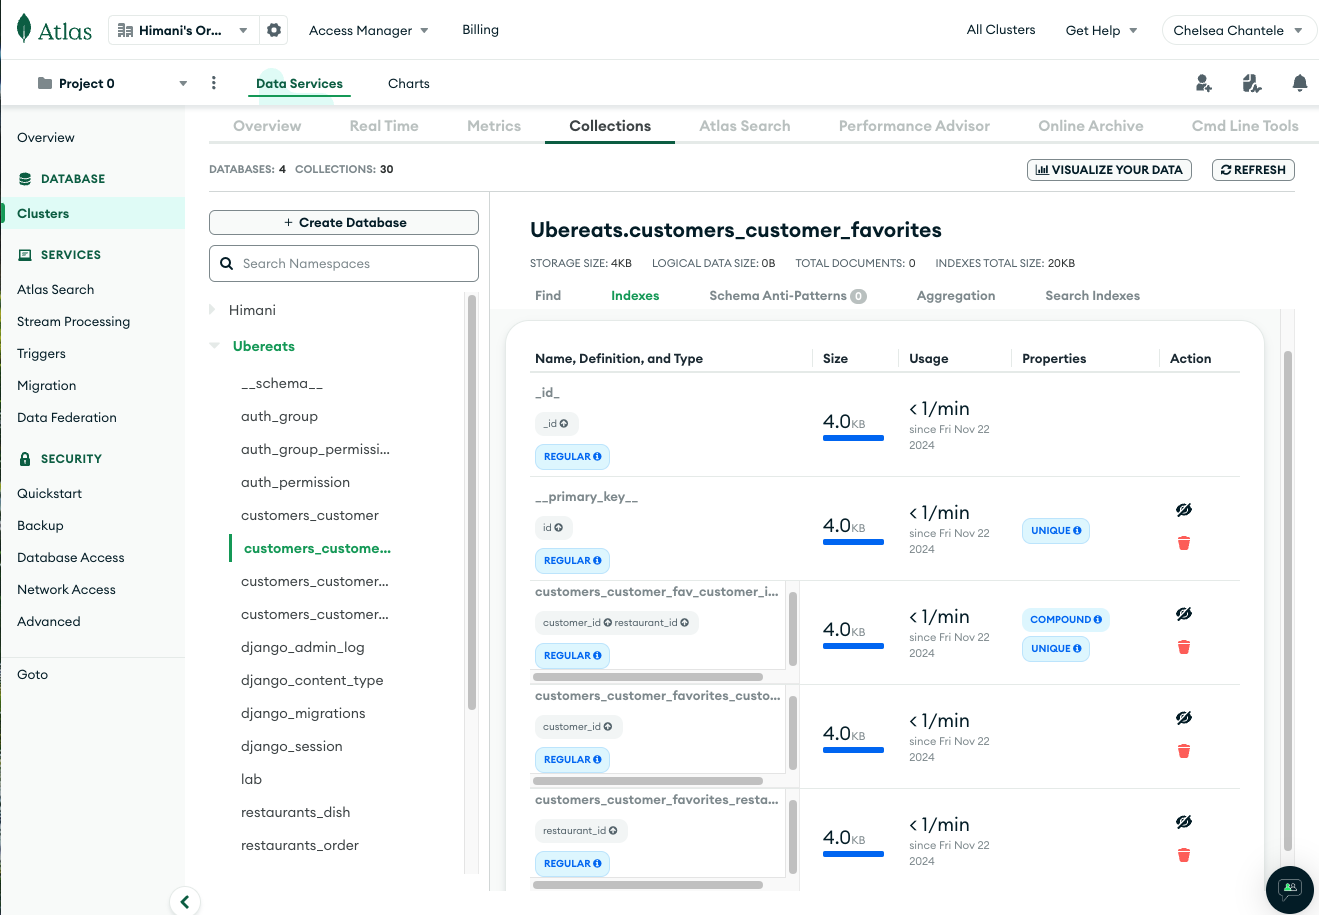 Atlas
Himani's Or...
Access Manager
Billing
All Clusters
Get Help
Chelsea Chantele
Project 0
Data Services
Charts
Overview
DATABASE
Clusters
SERVICES
Atlas Search
Stream Processing
Triggers
Migration
Data Federation
SECURITY
Quickstart
Backup
Database Access
Network Access
Advanced
Goto
Overview
Real Time
Metrics
Collections
Atlas Search
Performance Advisor
Online Archive
Cmd Line Tools
DATABASES: 4 COLLECTIONS: 30
VISUALIZE YOUR DATA
REFRESH
+ Create Database
Search Namespaces
Himani
Ubereats
__schema__
auth_group
auth_group_permissi...
auth_permission
customers_customer
customers_custome...
customers_customer...
customers_customer...
django_admin_log
django_content_type
django_migrations
django_session
lab
restaurants_dish
restaurants_order
Ubereats.customers_customer_favorites
STORAGE SIZE: 4KB LOGICAL DATA SIZE: 0B TOTAL DOCUMENTS: 0 INDEXES TOTAL SIZE: 20KB
Find
Indexes
Schema Anti-Patterns 0
Aggregation
Search Indexes
Name, Definition, and Type
Size
Usage
Properties
Action
_id_
_id
REGULAR
4.0KB
< 1/min
since Fri Nov 22
2024
__primary_key__
id
REGULAR
4.0KB
< 1/min
since Fri Nov 22
2024
UNIQUE
customers_customer_fav_customer_i...
customer_id restaurant_id
REGULAR
4.0KB
< 1/min
since Fri Nov 22
2024
COMPOUND
UNIQUE
customers_customer_favorites_custo...
customer_id
REGULAR
4.0KB
< 1/min
since Fri Nov 22
2024
customers_customer_favorites_resta...
restaurant_id
REGULAR
4.0KB
< 1/min
since Fri Nov 22
2024